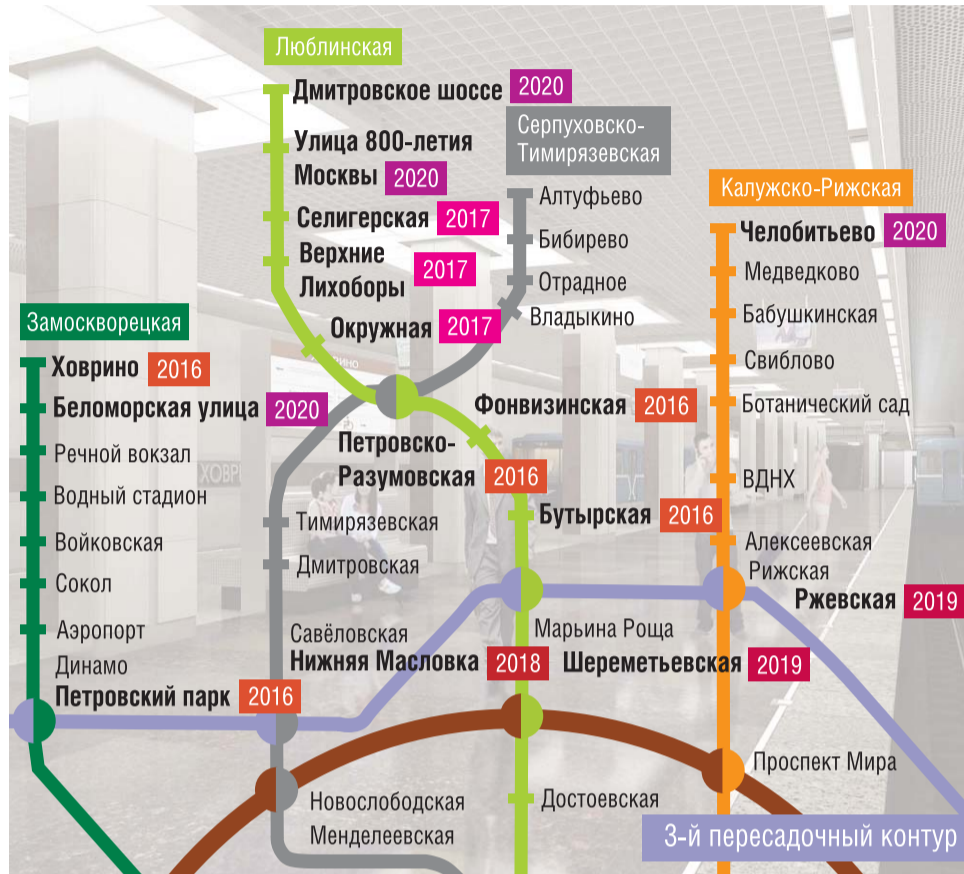 Люблинская
Дмитровское шоссе 2020
Улица 800-летия
Москвы 2020
Селигерская 2017
Верхние
Лихоборы 2017
Окружная 2017
Серпуховско-
Тимирязевская
Алтуфьево
Бибирево
Отрадное
Владыкино
Калужско-Рижская
Челобитьево 2020
Медведково
Бабушкинская
Свиблово
Ботанический сад
ВДНХ
Алексеевская
Рижская
Ржевская 2019
Замоскворецкая
Ховрино 2016
Беломорская улица 2020
Речной вокзал
Водный стадион
Войковская
Сокол
Аэропорт
Динамо
Петровский парк 2016
Фонвизинская 2016
Петровско-
Разумовская 2016
Бутырская 2016
Тимирязевская
Дмитровская
Савёловская
Нижняя Масловка 2018
Марьина Роща
Шереметьевская 2019
Новослободская
Менделеевская
Достоевская
Проспект Мира
3-й пересадочный контур
ХОВР